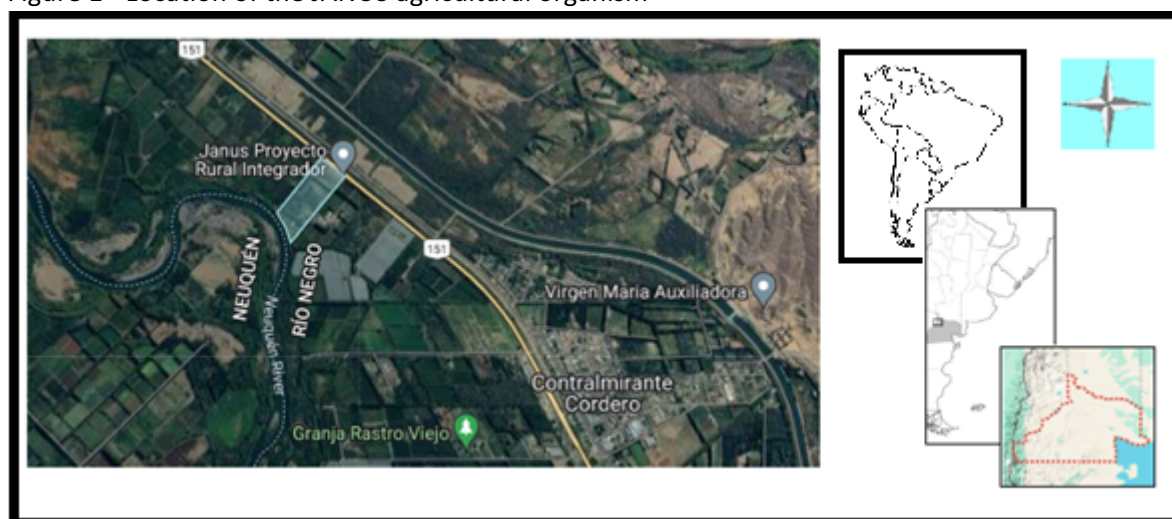 Figure 1 - Location of the JANUS agricultural organism
151
Janus Proyecto
Rural Integrador
151
NEUQUÉN
RÍO NEGRO
Neuquén River
Virgen María Auxiliadora
Contralmirante
Cordero
Granja Rastro Viejo